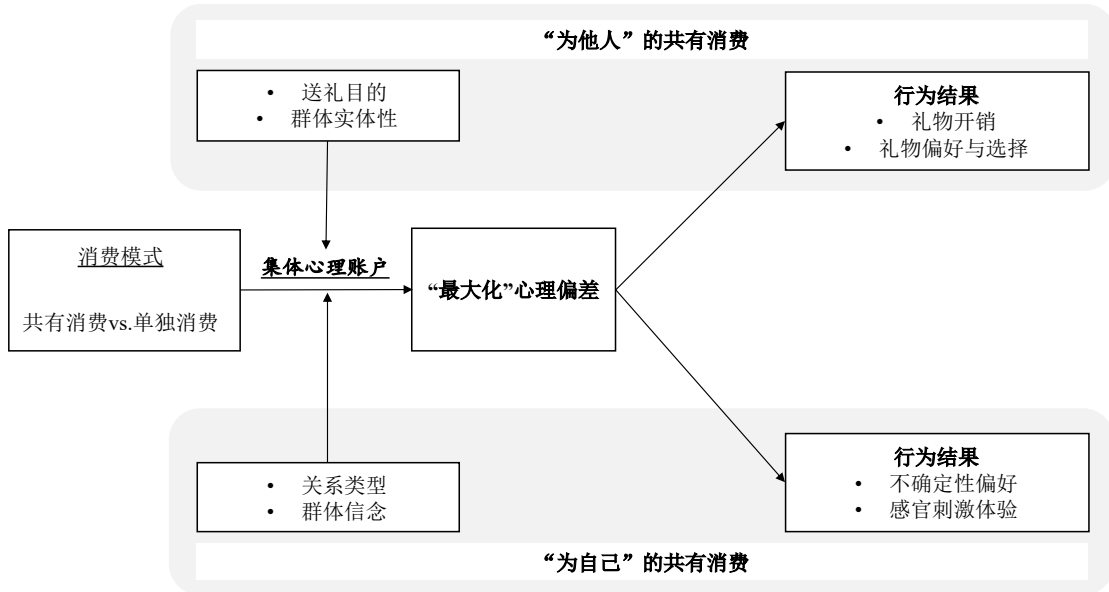 “为他人”的共有消费
• 送礼目的
• 群体实体性
行为结果
• 礼物开销
• 礼物偏好与选择
消费模式
共有消费vs.单独消费
集体心理账户
“最大化”心理偏差
• 关系类型
• 群体信念
行为结果
• 不确定性偏好
• 感官刺激体验
“为自己”的共有消费